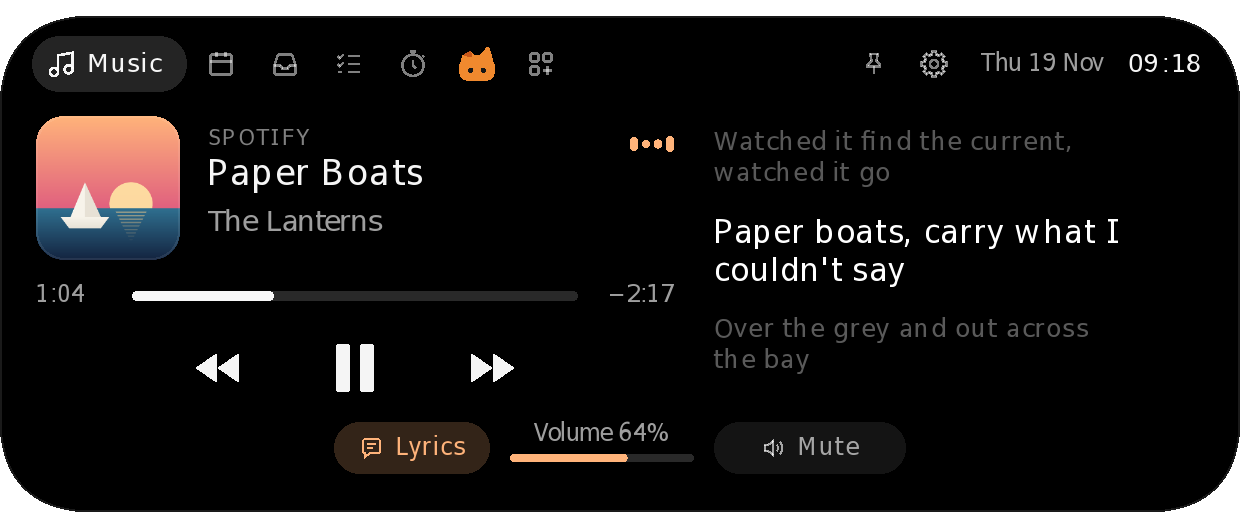 Music
Thu 19 Nov 09:18
SPOTIFY
Paper Boats
The Lanterns
1:04
−2:17
Watched it find the current,
watched it go
Paper boats, carry what I
couldn't say
Over the grey and out across
the bay
Lyrics
Volume 64%
Mute